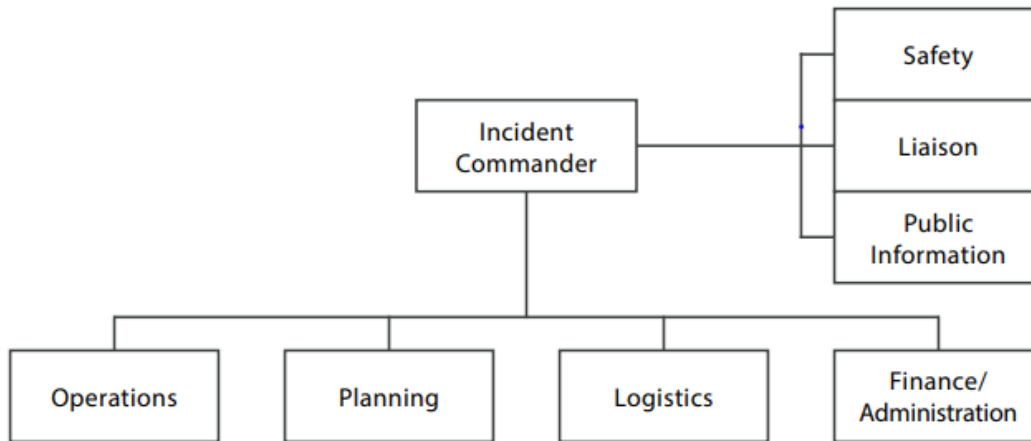 Safety
Incident
Commander
Liaison
Public
Information
Operations
Planning
Logistics
Finance/
Administration